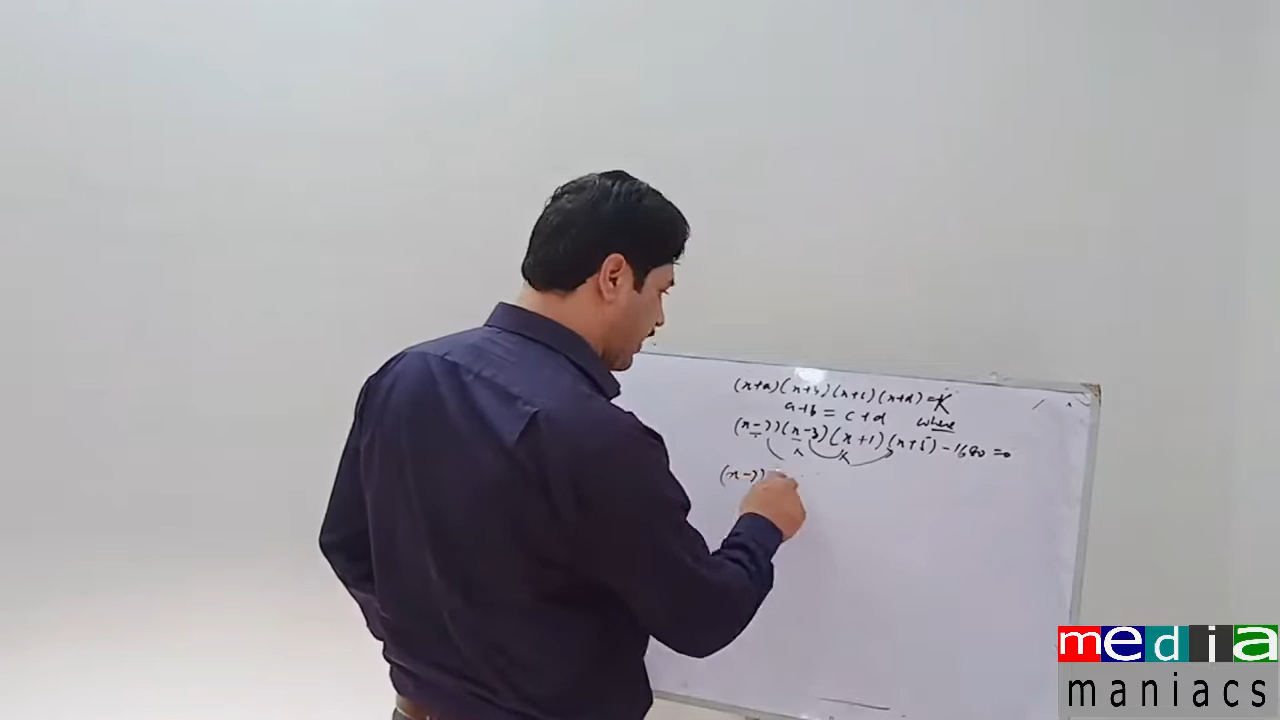 (x+a)(x+b)(x+c)(x+d)=K
a+b = c+d where
(x-7)(x-3)(x+1)(x+5)-1680=0
(x-7)
media
maniacs